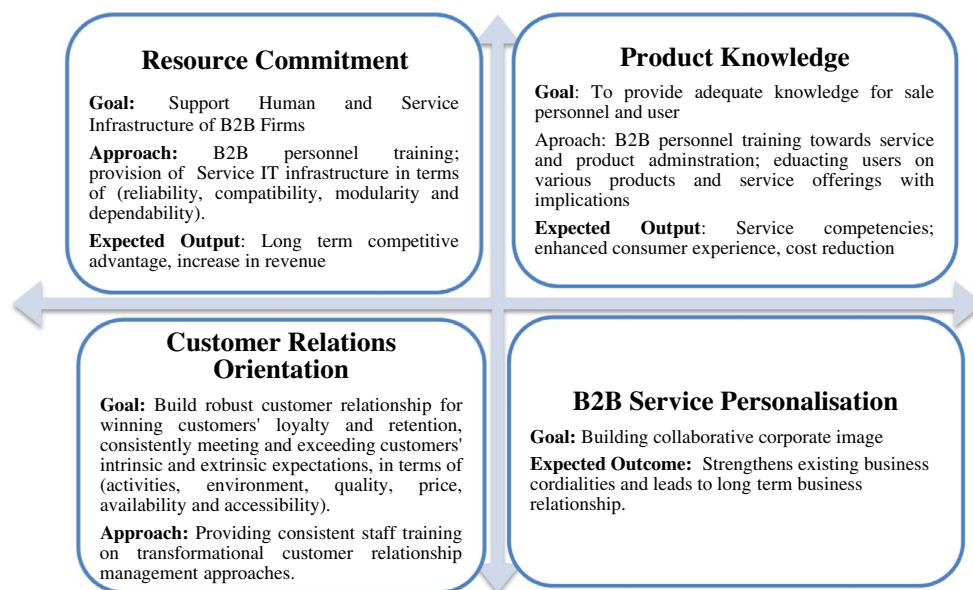 Resource Commitment
Goal: Support Human and Service
Infrastructure of B2B Firms
Approach: B2B personnel training;
provision of Service IT infrastructure in terms
of (reliability, compatibility, modularity and
dependability).
Expected Output: Long term competitive
advantage, increase in revenue
Product Knowledge
Goal: To provide adequate knowledge for sale
personnel and user
Aproach: B2B personnel training towards service
and product adminstration; eduacting users on
various products and service offerings with
implications
Expected Output: Service competencies;
enhanced consumer experience, cost reduction
Customer Relations
Orientation
Goal: Build robust customer relationship for
winning customers' loyalty and retention,
consistently meeting and exceeding customers'
intrinsic and extrinsic expectations, in terms of
(activities, environment, quality, price,
availability and accessibility).
Approach: Providing consistent staff training
on transformational customer relationship
management approaches.
B2B Service Personalisation
Goal: Building collaborative corporate image
Expected Outcome: Strengthens existing business
cordialities and leads to long term business
relationship.